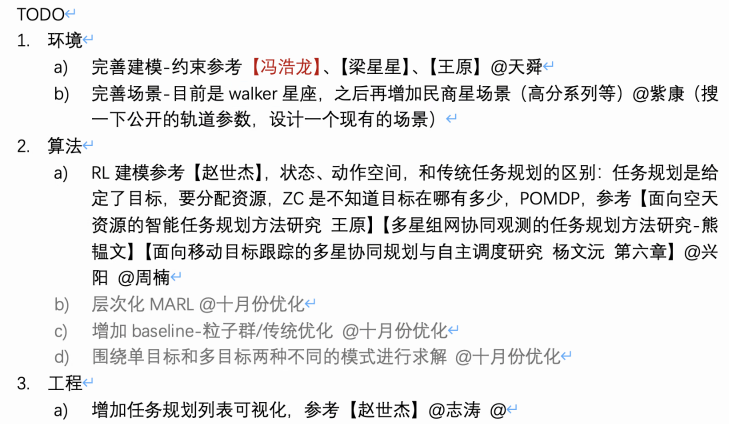 TODO
1. 环境
a) 完善建模-约束参考【冯浩龙】、【梁星星】、【王原】@天舜
b) 完善场景-目前是 walker 星座，之后再增加民商星场景（高分系列等）@紫康（搜
一下公开的轨道参数，设计一个现有的场景）
2. 算法
a) RL 建模参考【赵世杰】，状态、动作空间，和传统任务规划的区别：任务规划是给
定了目标，要分配资源，ZC 是不知道目标在哪有多少，POMDP，参考【面向空天
资源的智能任务规划方法研究 王原】【多星组网协同观测的任务规划方法研究-熊
韫文】【面向移动目标跟踪的多星协同规划与自主调度研究 杨文沅 第六章】@兴
阳 @周楠
b) 层次化 MARL @十月份优化
c) 增加 baseline-粒子群/传统优化 @十月份优化
d) 围绕单目标和多目标两种不同的模式进行求解 @十月份优化
3. 工程
a) 增加任务规划列表可视化，参考【赵世杰】@志涛 @